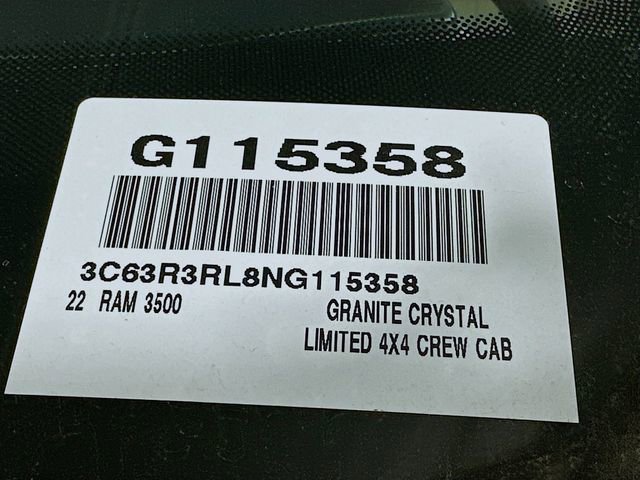 G115358
3C63R3RL8NG115358
22 RAM 3500 GRANITE CRYSTAL
LIMITED 4X4 CREW CAB